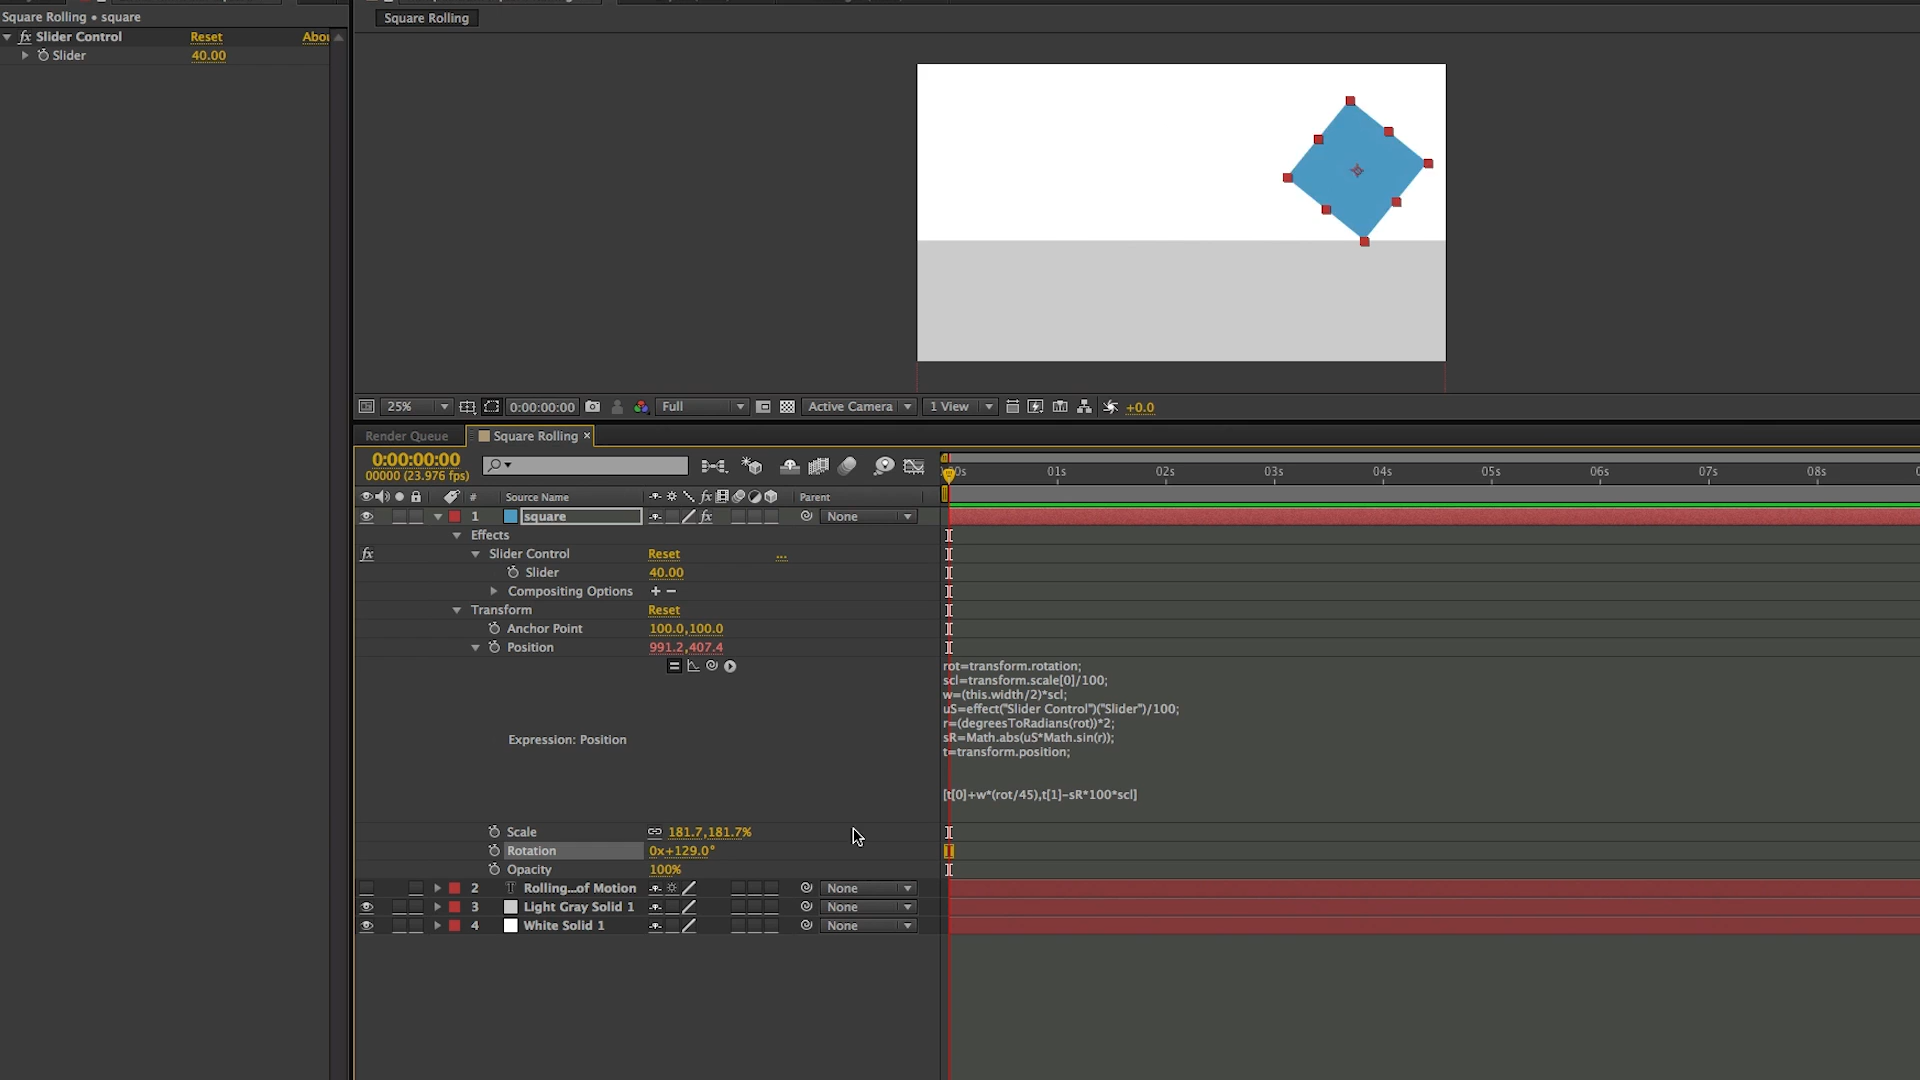 Square Rolling • square
fx Slider Control Reset Abou
Slider 40.00
Square Rolling
25% 0:00:00:00 Full Active Camera 1 View +0.0
Render Queue Square Rolling ×
0:00:00:00
00000 (23.976 fps)
# Source Name fx Parent
00s 01s 02s 03s 04s 05s 06s 07s 08s
1 square fx None
Effects
fx Slider Control Reset ...
Slider 40.00
Compositing Options + −
Transform Reset
Anchor Point 100.0,100.0
Position 991.2,407.4
rot=transform.rotation;
scl=transform.scale[0]/100;
w=(this.width/2)*scl;
uS=effect("Slider Control")("Slider")/100;
r=(degreesToRadians(rot))*2;
sR=Math.abs(uS*Math.sin(r));
t=transform.position;
Expression: Position
[t[0]+w*(rot/45),t[1]-sR*100*scl]
Scale 181.7,181.7%
Rotation 0x+129.0°
Opacity 100%
2 T Rolling...of Motion None
3 Light Gray Solid 1 None
4 White Solid 1 None